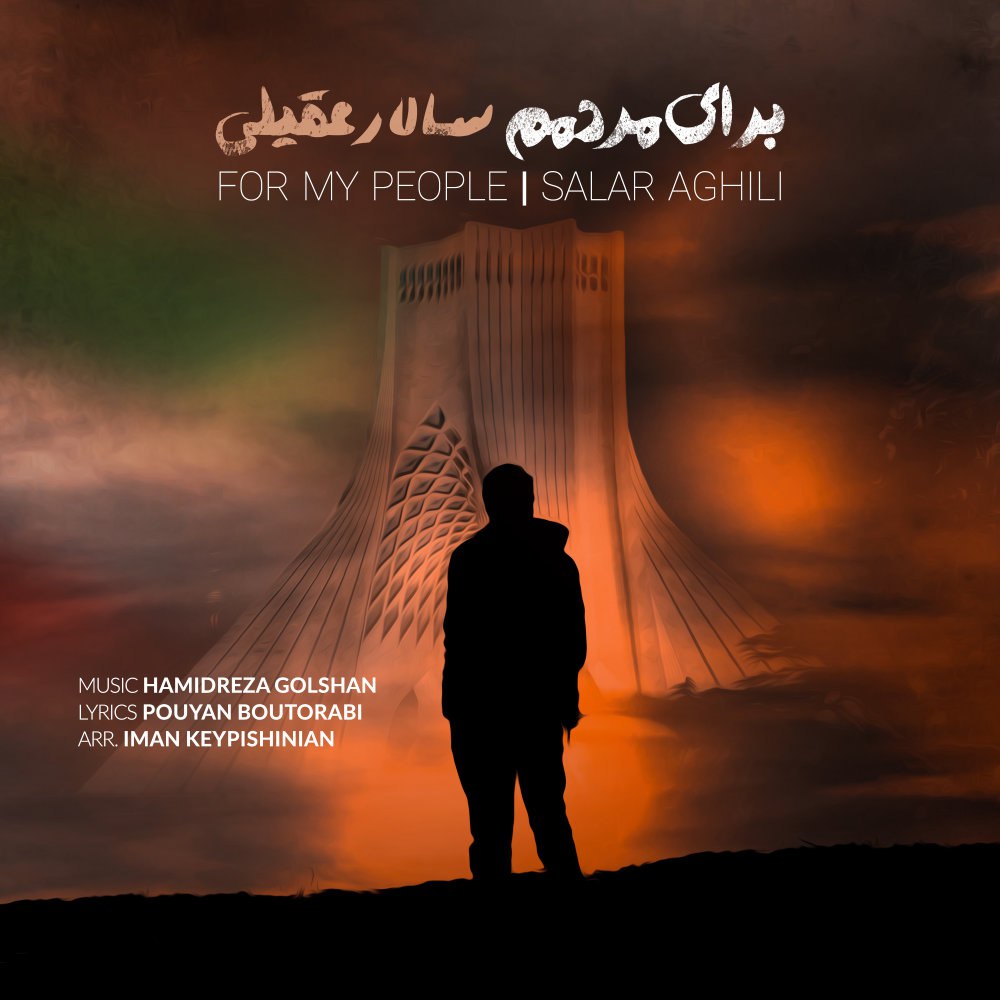 برای مردمم سالار عقیلی
FOR MY PEOPLE | SALAR AGHILI
MUSIC HAMIDREZA GOLSHAN
LYRICS POUYAN BOUTORABI
ARR. IMAN KEYPISHINIAN